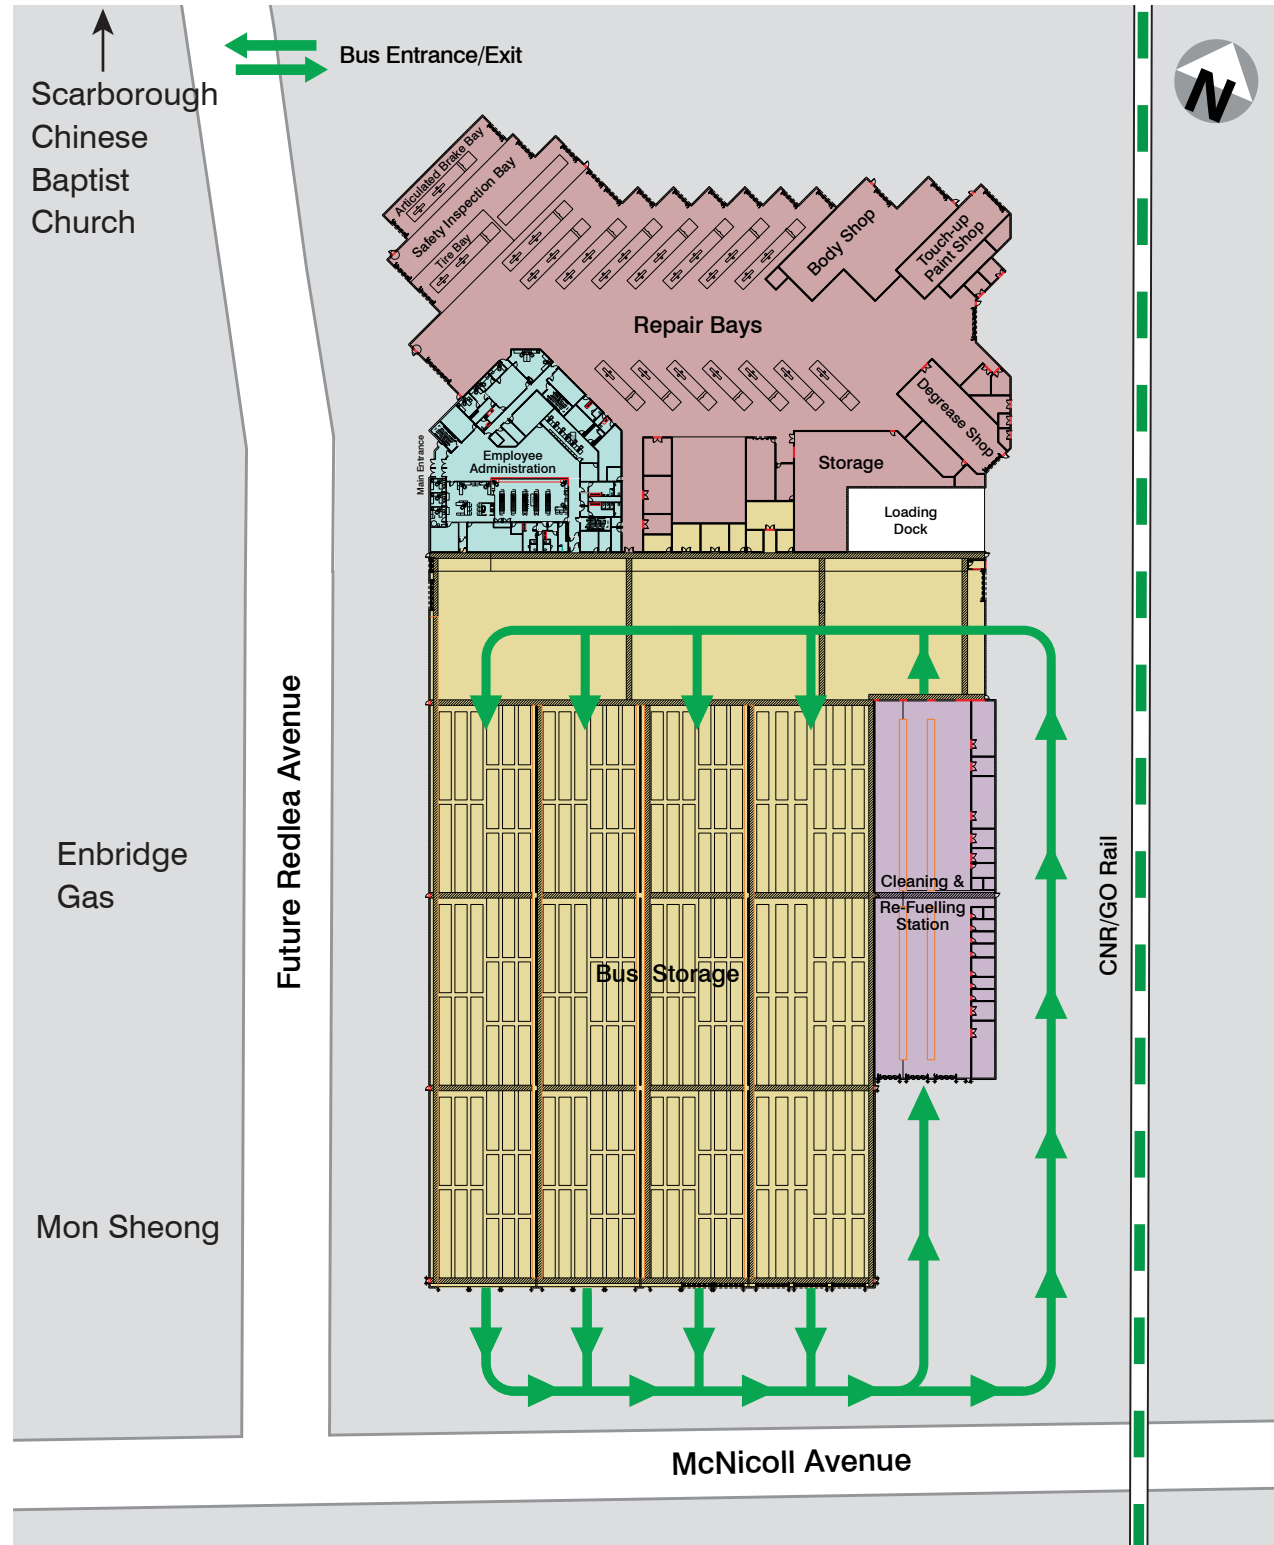 Bus Entrance/Exit
N
Scarborough
Chinese
Baptist
Church
Articulated Brake Bay
Safety Inspection Bay
Tire Bay
Body Shop
Touch-up
Paint Shop
Repair Bays
Degrease Shop
Main Entrance
Employee
Administration
Storage
Loading
Dock
Future Redlea Avenue
Enbridge
Gas
Cleaning &
Re-Fuelling
Station
CNR/GO Rail
Bus Storage
Mon Sheong
McNicoll Avenue